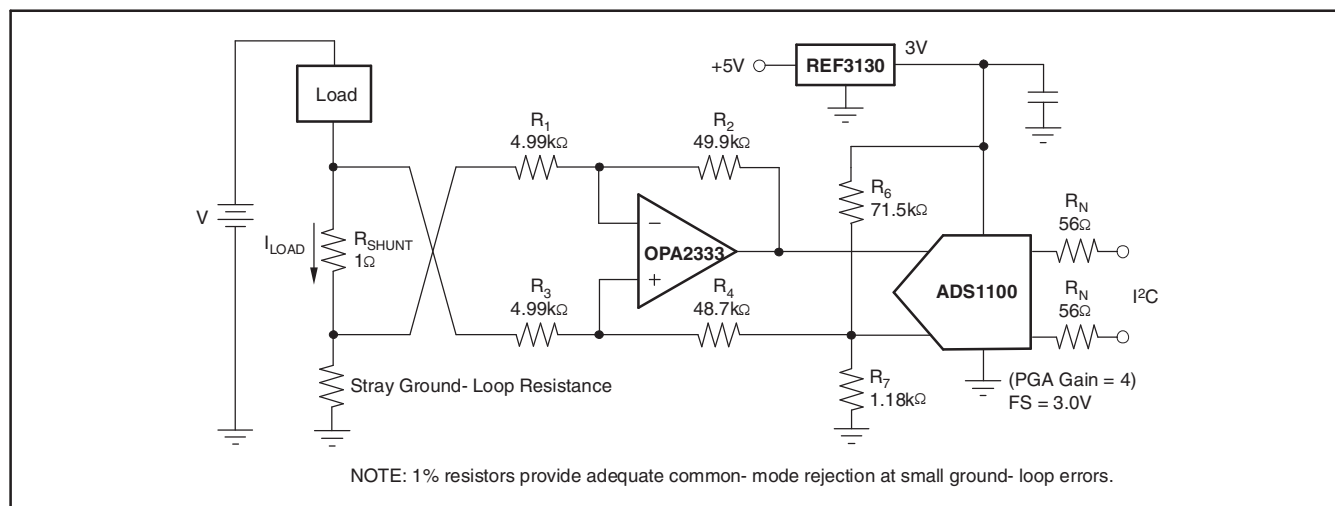 3V
+5V
REF3130
Load
R1
4.99kΩ
R2
49.9kΩ
R6
71.5kΩ
RN
56Ω
V
ILOAD
RSHUNT
1Ω
−
OPA2333
+
ADS1100
I²C
R3
4.99kΩ
R4
48.7kΩ
RN
56Ω
Stray Ground- Loop Resistance
R7
1.18kΩ
(PGA Gain = 4)
FS = 3.0V
NOTE: 1% resistors provide adequate common- mode rejection at small ground- loop errors.